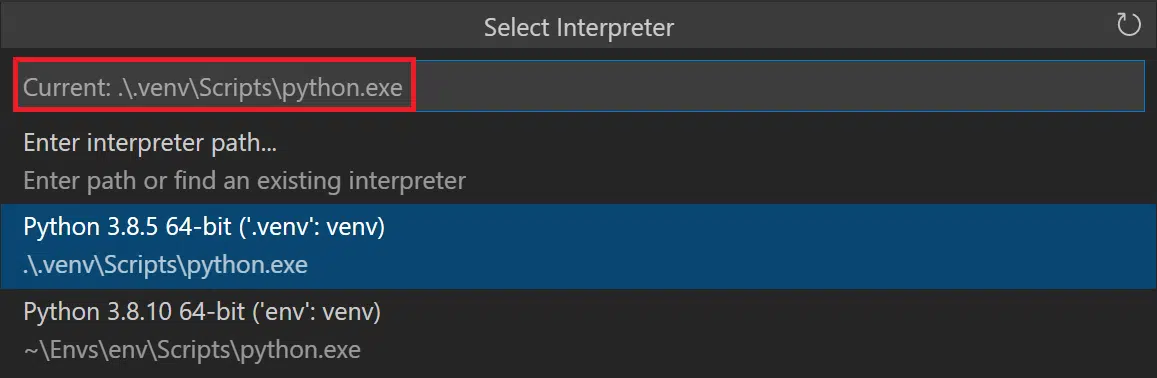 Select Interpreter
Current: .\.venv\Scripts\python.exe
Enter interpreter path...
Enter path or find an existing interpreter
Python 3.8.5 64-bit ('.venv': venv)
.\.venv\Scripts\python.exe
Python 3.8.10 64-bit ('env': venv)
~\Envs\env\Scripts\python.exe